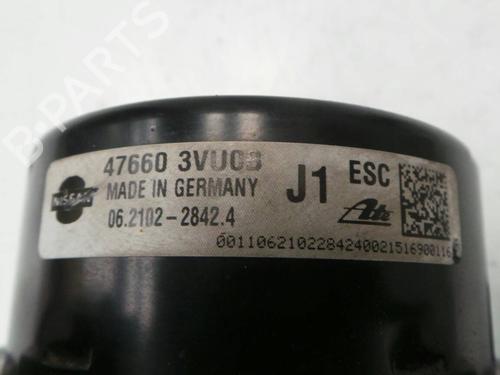 B-PARTS
47660 3VU0B
MADE IN GERMANY
06.2102-2842.4
J1
ESC
Ate
NISSAN
0011062102284240021516900116